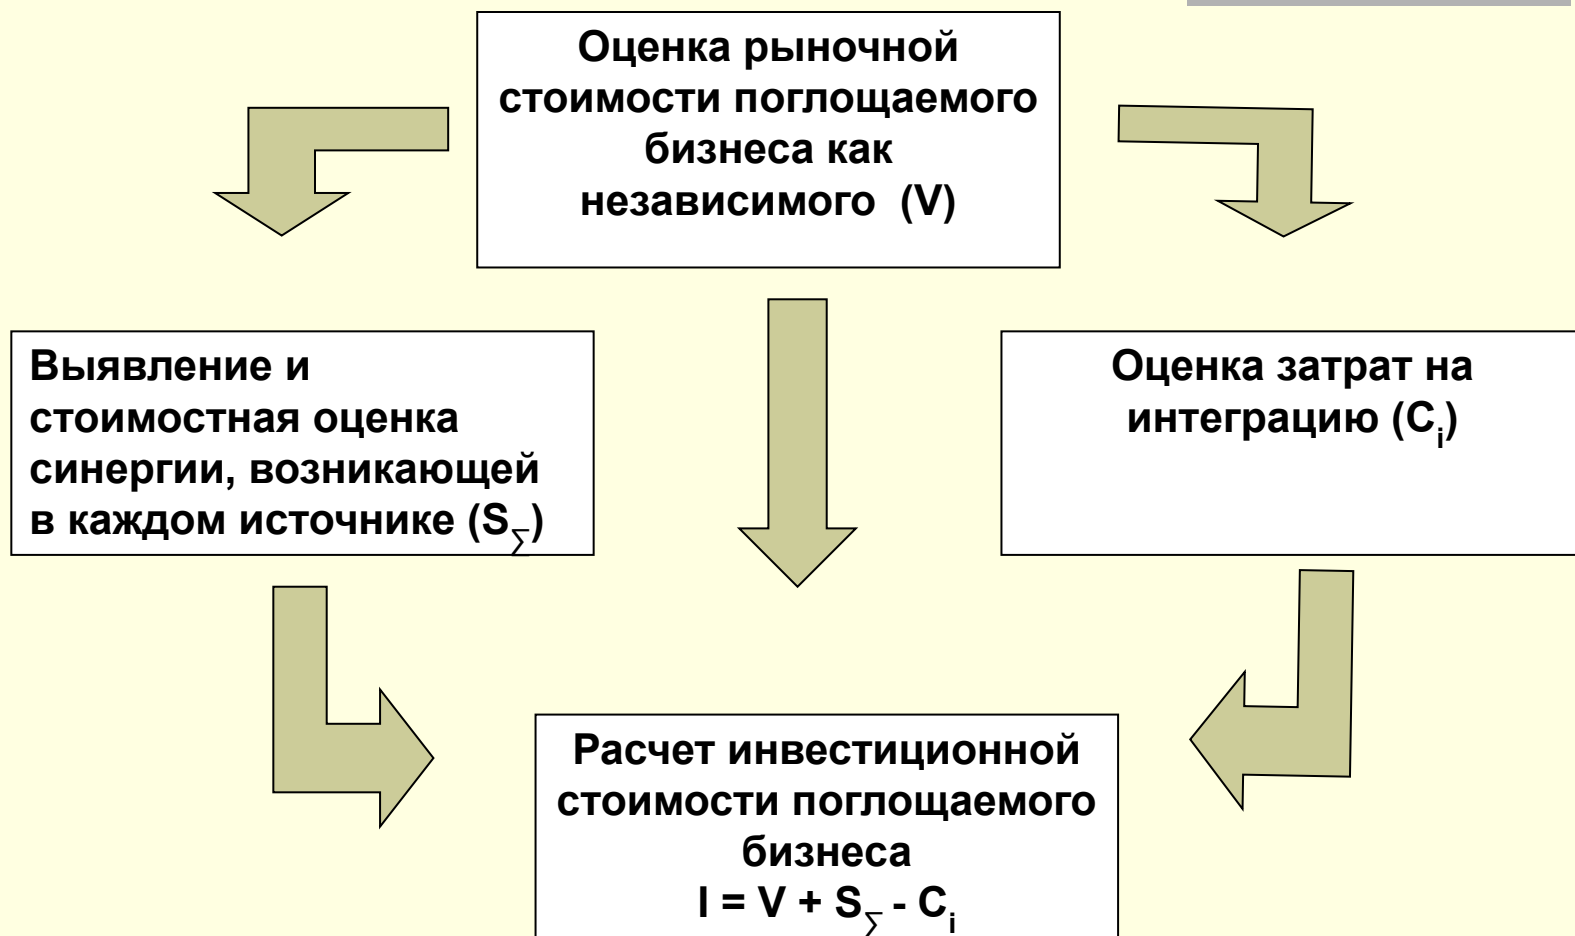 Оценка рыночной
стоимости поглощаемого
бизнеса как
независимого (V)
Выявление и
стоимостная оценка
синергии, возникающей
в каждом источнике (S∑)
Оценка затрат на
интеграцию (Ci)
Расчет инвестиционной
стоимости поглощаемого
бизнеса
I = V + S∑ - Ci